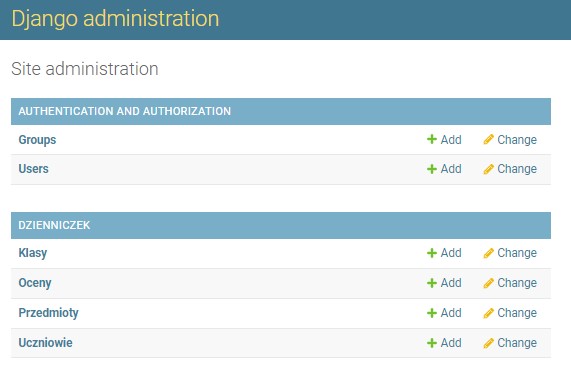 Django administration
Site administration
AUTHENTICATION AND AUTHORIZATION
Groups Add Change
Users Add Change
DZIENNICZEK
Klasy Add Change
Oceny Add Change
Przedmioty Add Change
Uczniowie Add Change